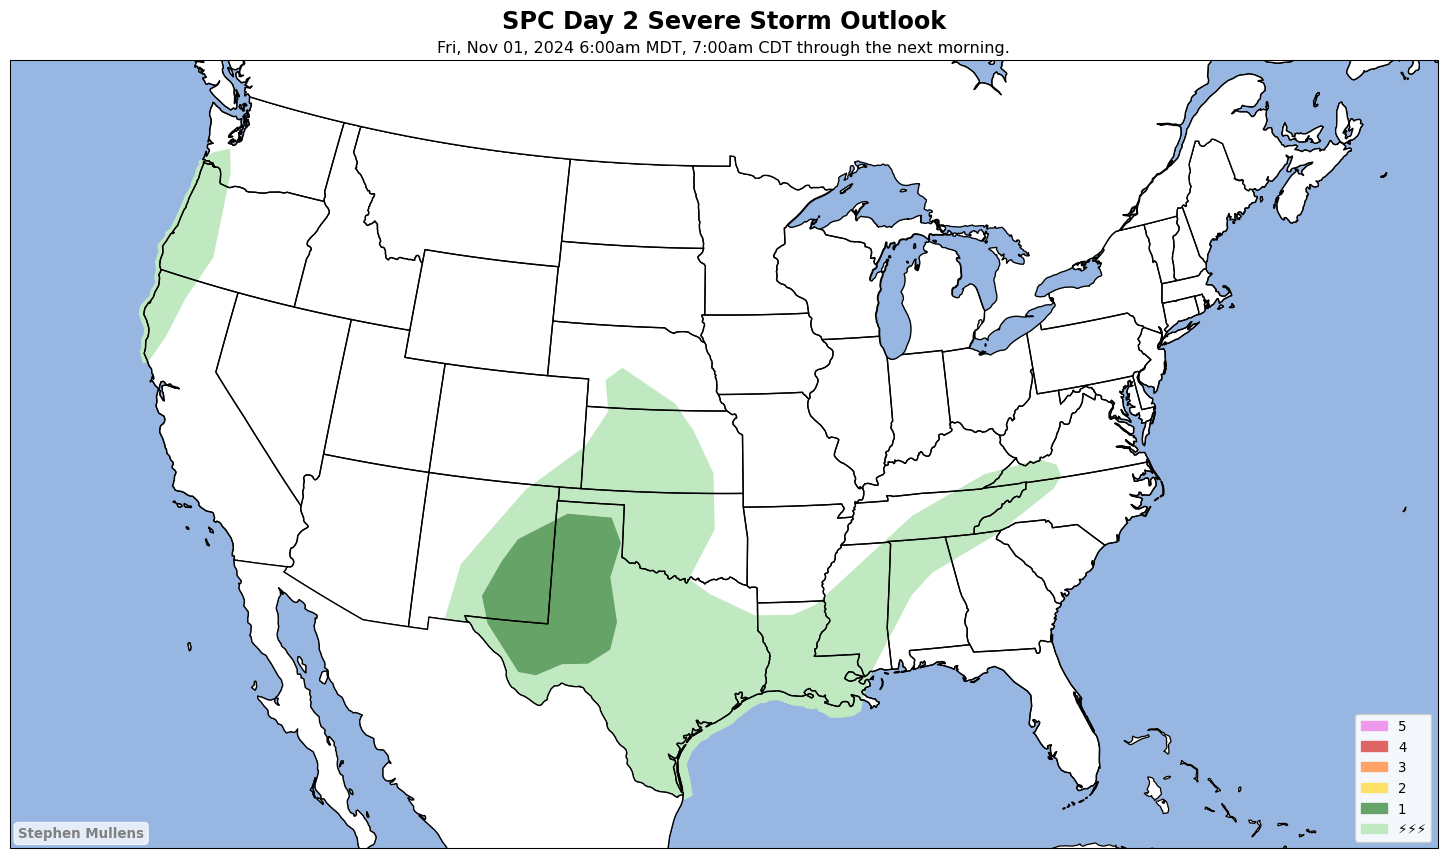 SPC Day 2 Severe Storm Outlook
Fri, Nov 01, 2024 6:00am MDT, 7:00am CDT through the next morning.
5
4
3
2
1
⚡⚡⚡
Stephen Mullens